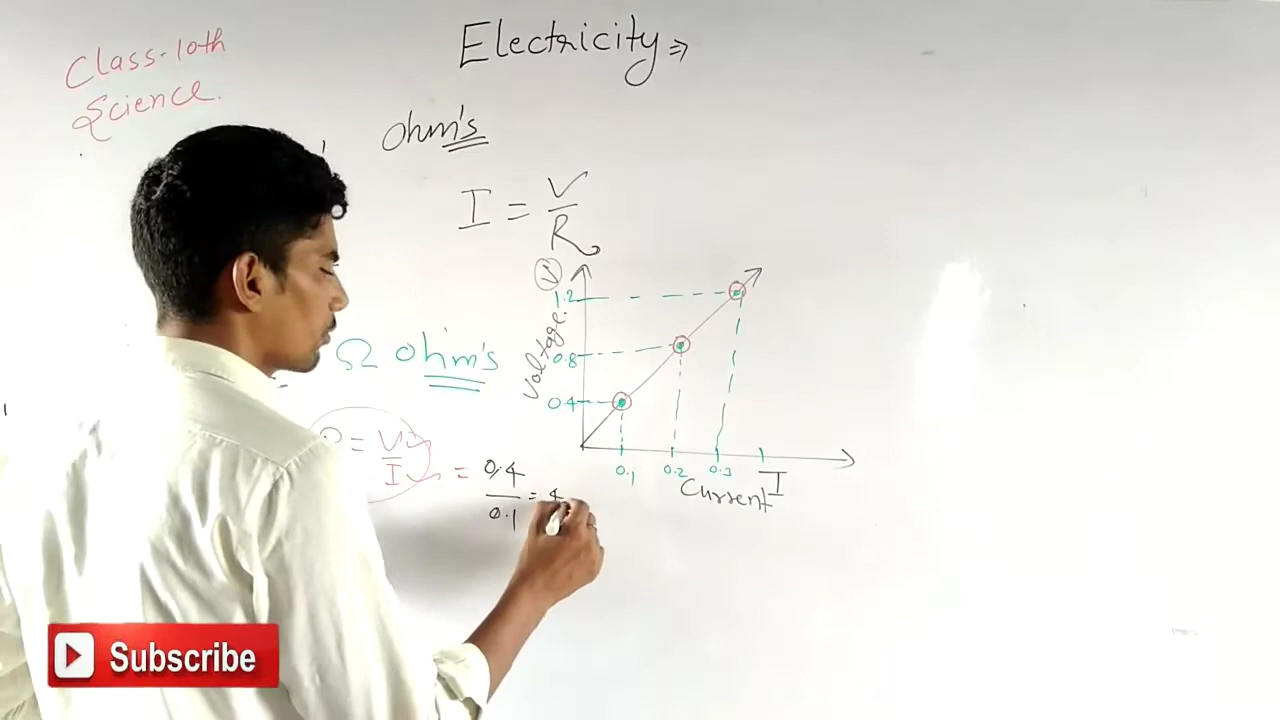 Class-10th
Science.
Electricity⇒
ohm's
I = V/R
V
1.2
Voltage.
0.8
0.4
0.1 0.2 0.3
I
Current
Ω ohm's
= V/I = 0.4/0.1 =
Subscribe